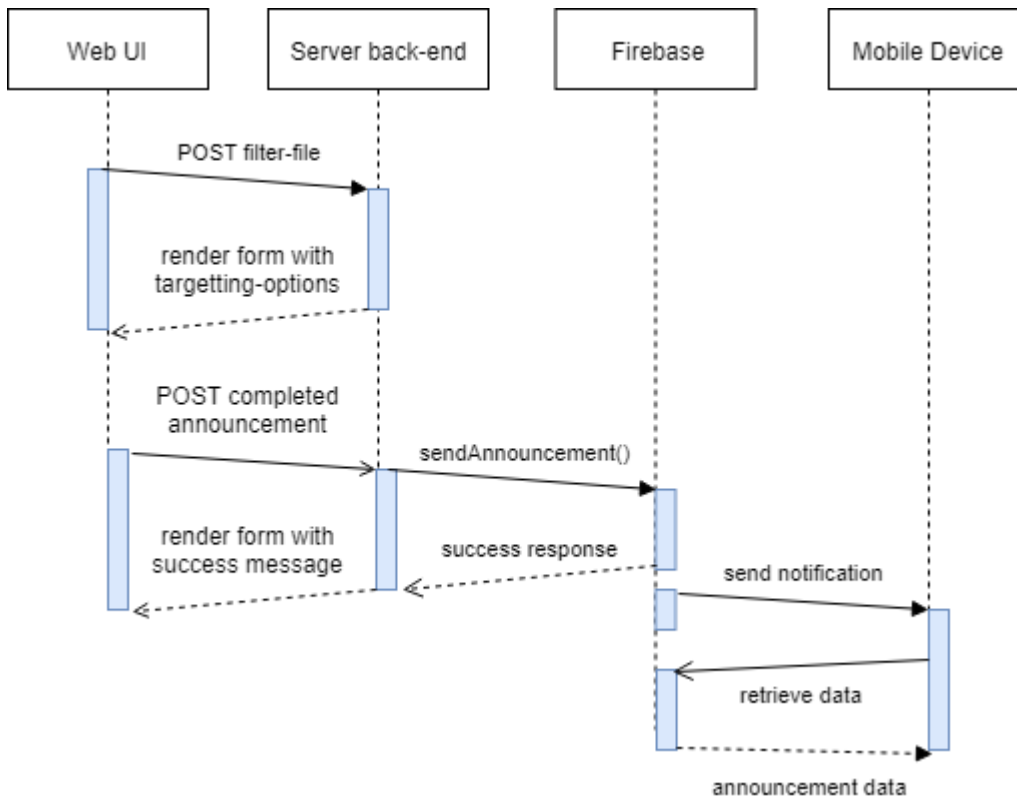 Web UI
Server back-end
Firebase
Mobile Device
POST filter-file
render form with
targetting-options
POST completed
announcement
sendAnnouncement()
render form with
success message
success response
send notification
retrieve data
announcement data